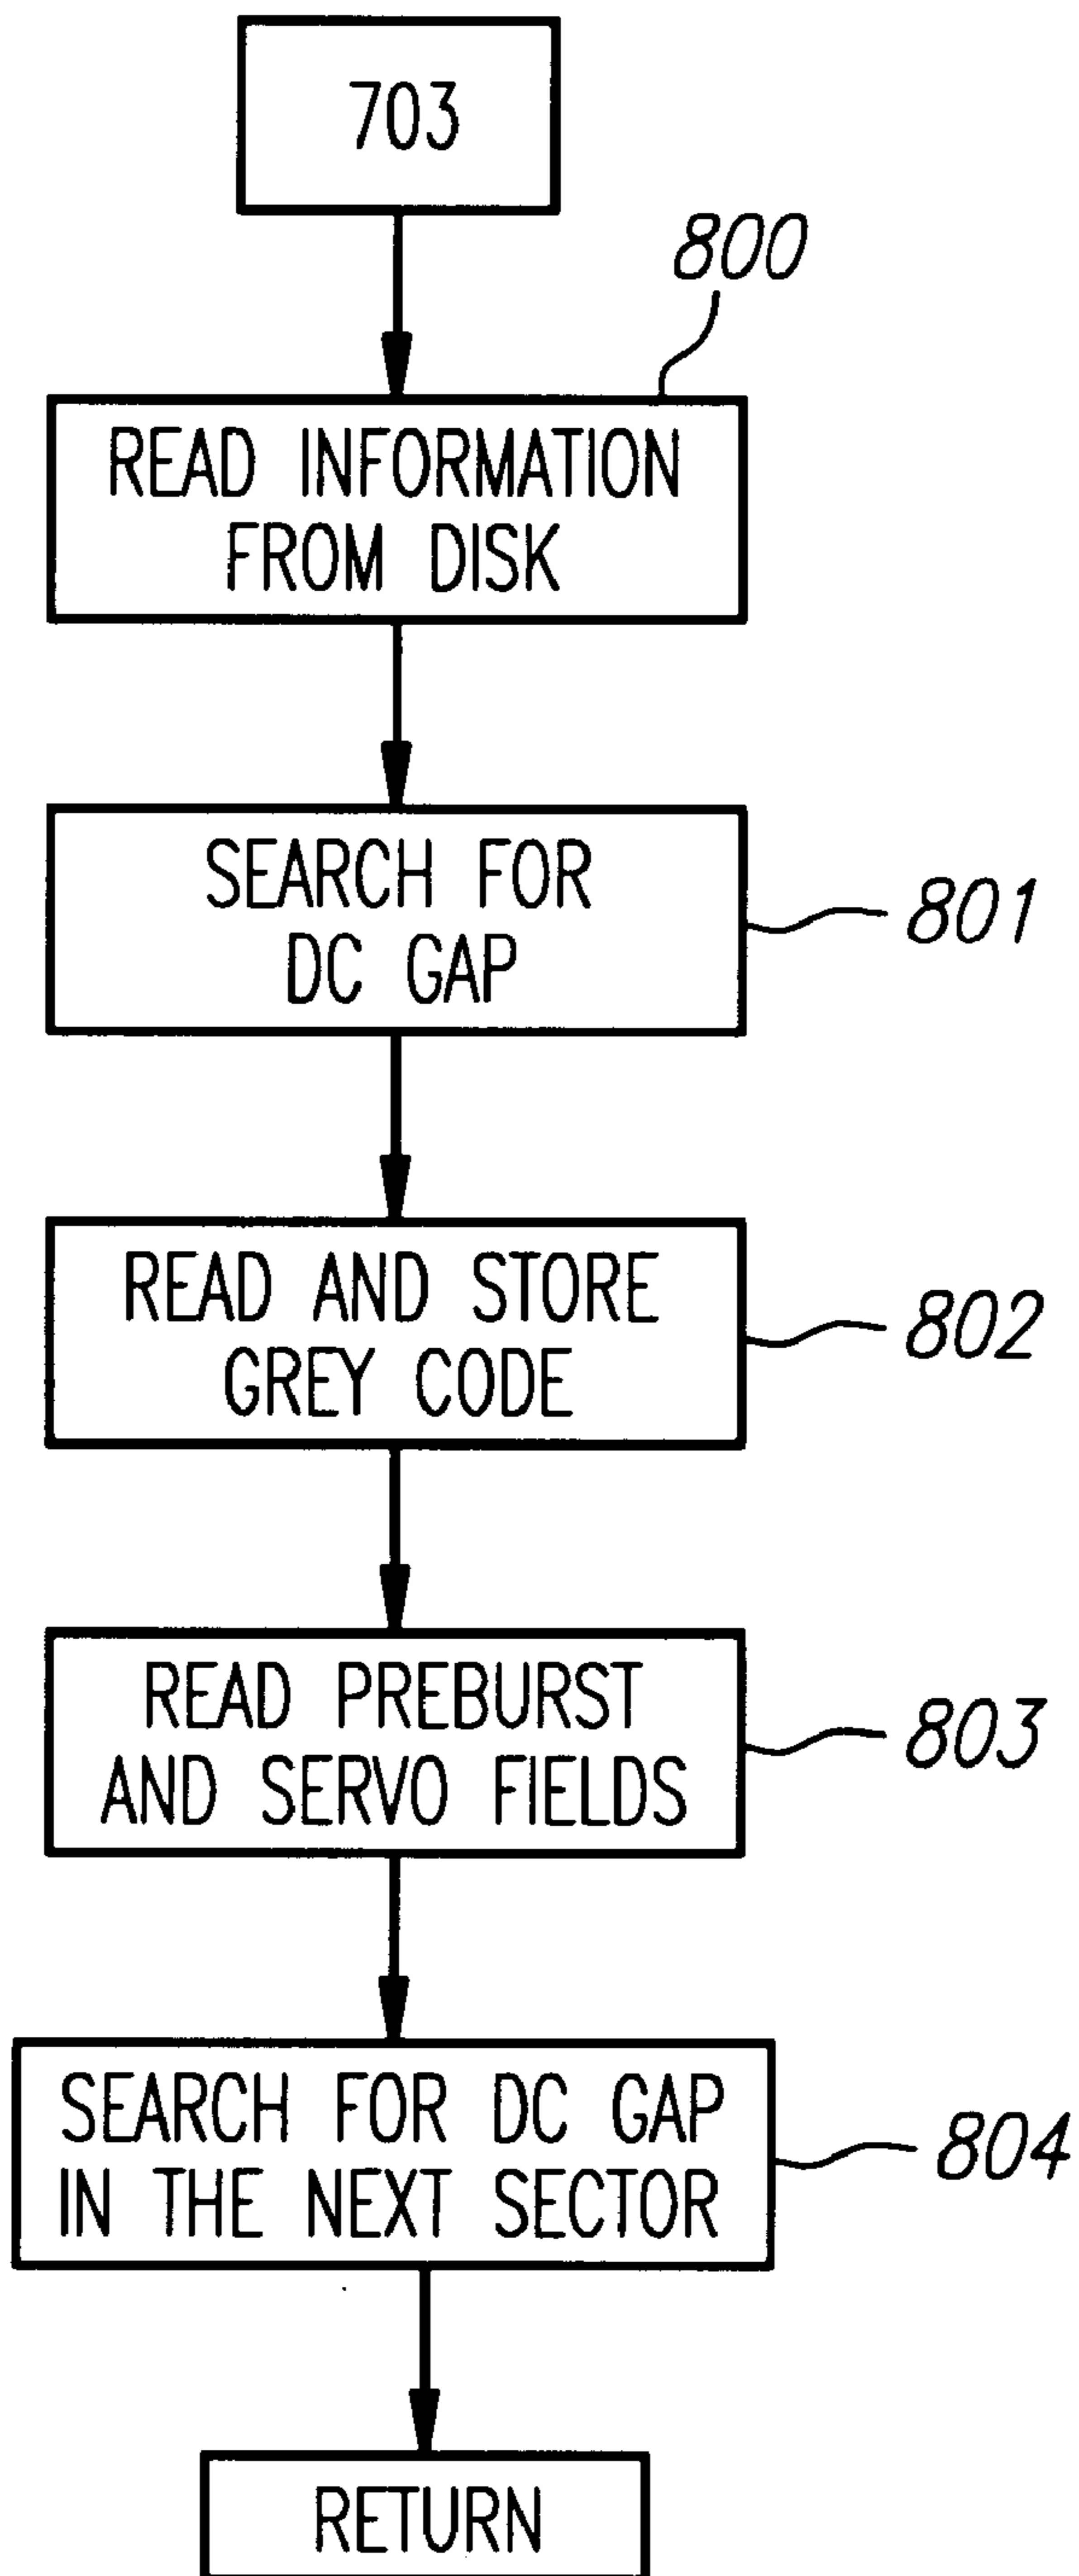 703
800
READ INFORMATION
FROM DISK
SEARCH FOR
DC GAP
801
READ AND STORE
GREY CODE
802
READ PREBURST
AND SERVO FIELDS
803
SEARCH FOR DC GAP
IN THE NEXT SECTOR
804
RETURN